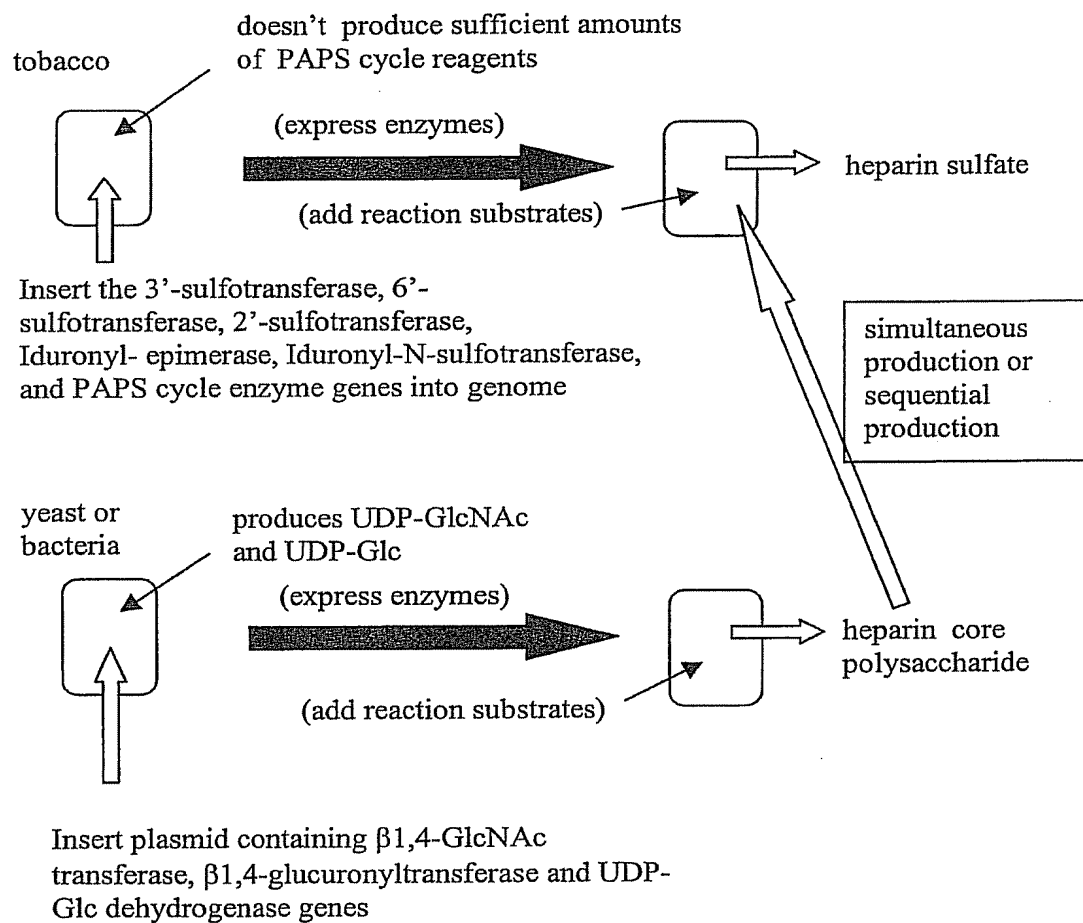 doesn't produce sufficient amounts
of PAPS cycle reagents
tobacco
(express enzymes)
(add reaction substrates)
heparin sulfate
Insert the 3'-sulfotransferase, 6'-
sulfotransferase, 2'-sulfotransferase,
Iduronyl- epimerase, Iduronyl-N-sulfotransferase,
and PAPS cycle enzyme genes into genome
simultaneous
production or
sequential
production
yeast or
bacteria
produces UDP-GlcNAc
and UDP-Glc
(express enzymes)
(add reaction substrates)
heparin core
polysaccharide
Insert plasmid containing β1,4-GlcNAc
transferase, β1,4-glucuronyltransferase and UDP-
Glc dehydrogenase genes